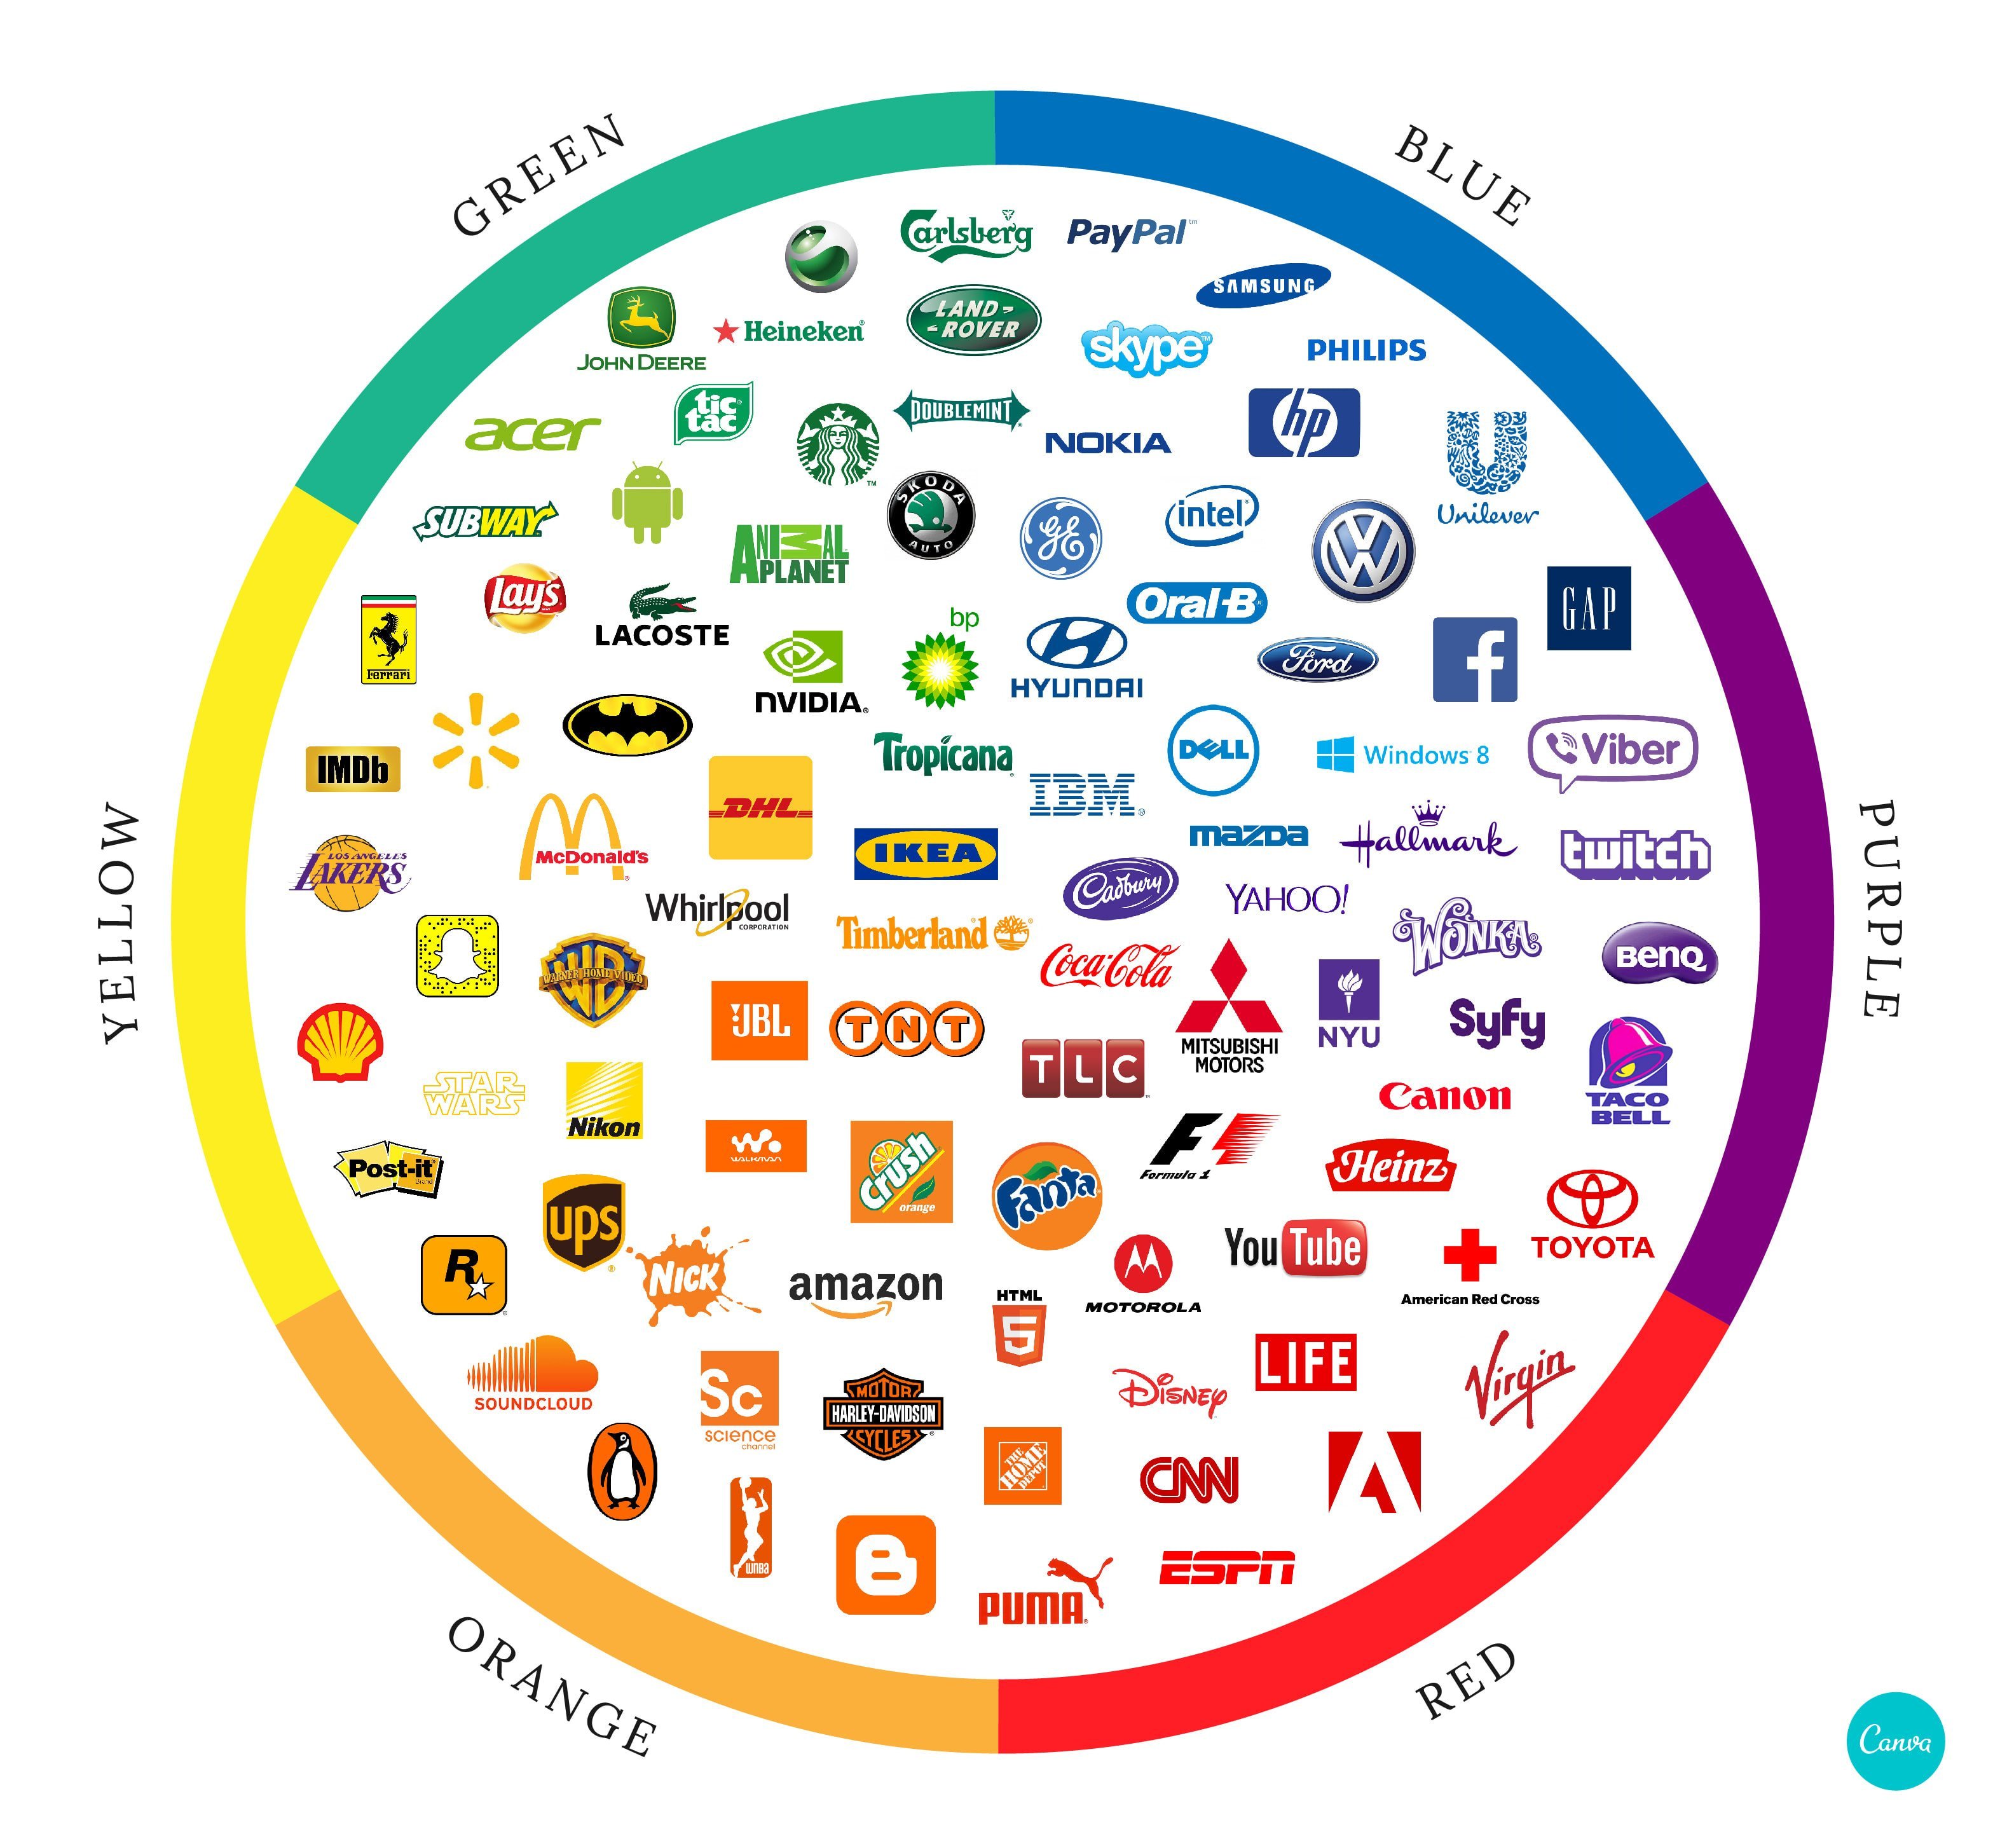 GREEN
BLUE
Carlsberg
PayPal™
SAMSUNG
JOHN DEERE
Heineken®
LAND-
-ROVER
skype™
PHILIPS
acer
tic
tac
DOUBLEMINT
NOKIA
hp
Unilever
SUBWAY
ANIMAL
PLANET
SKODA
AUTO
GE
intel®
VW
Lay's
LACOSTE
Oral-B
GAP
Ferrari
NVIDIA®
bp
HYUNDAI
Ford
f
IMDb
DHL
Tropicana
IBM®
DELL
Windows 8
Viber
LOS ANGELES
LAKERS
McDonald's
IKEA
mazda
Hallmark
twitch
Whirlpool
CORPORATION
Timberland
Cadbury
YAHOO!
WONKA
BenQ
YELLOW
PURPLE
WB
WARNER HOME VIDEO
JBL
TNT
Coca-Cola
MITSUBISHI
MOTORS
NYU
Syfy
TLC
Canon
TACO
BELL
STAR
WARS
Nikon
WALKMAN
Crush
orange
Fanta
F1
Formula 1
Heinz
TOYOTA
Post-it
Brand
ups
R
NICK
amazon
HTML
5
MOTOROLA
YouTube
American Red Cross
SOUNDCLOUD
Sc
science
channel
MOTOR
HARLEY-DAVIDSON
CYCLES
DISNEY
LIFE
Virgin
THE
HOME
DEPOT
CNN
WNBA
B
PUMA®
ESPN
ORANGE
RED
Canva